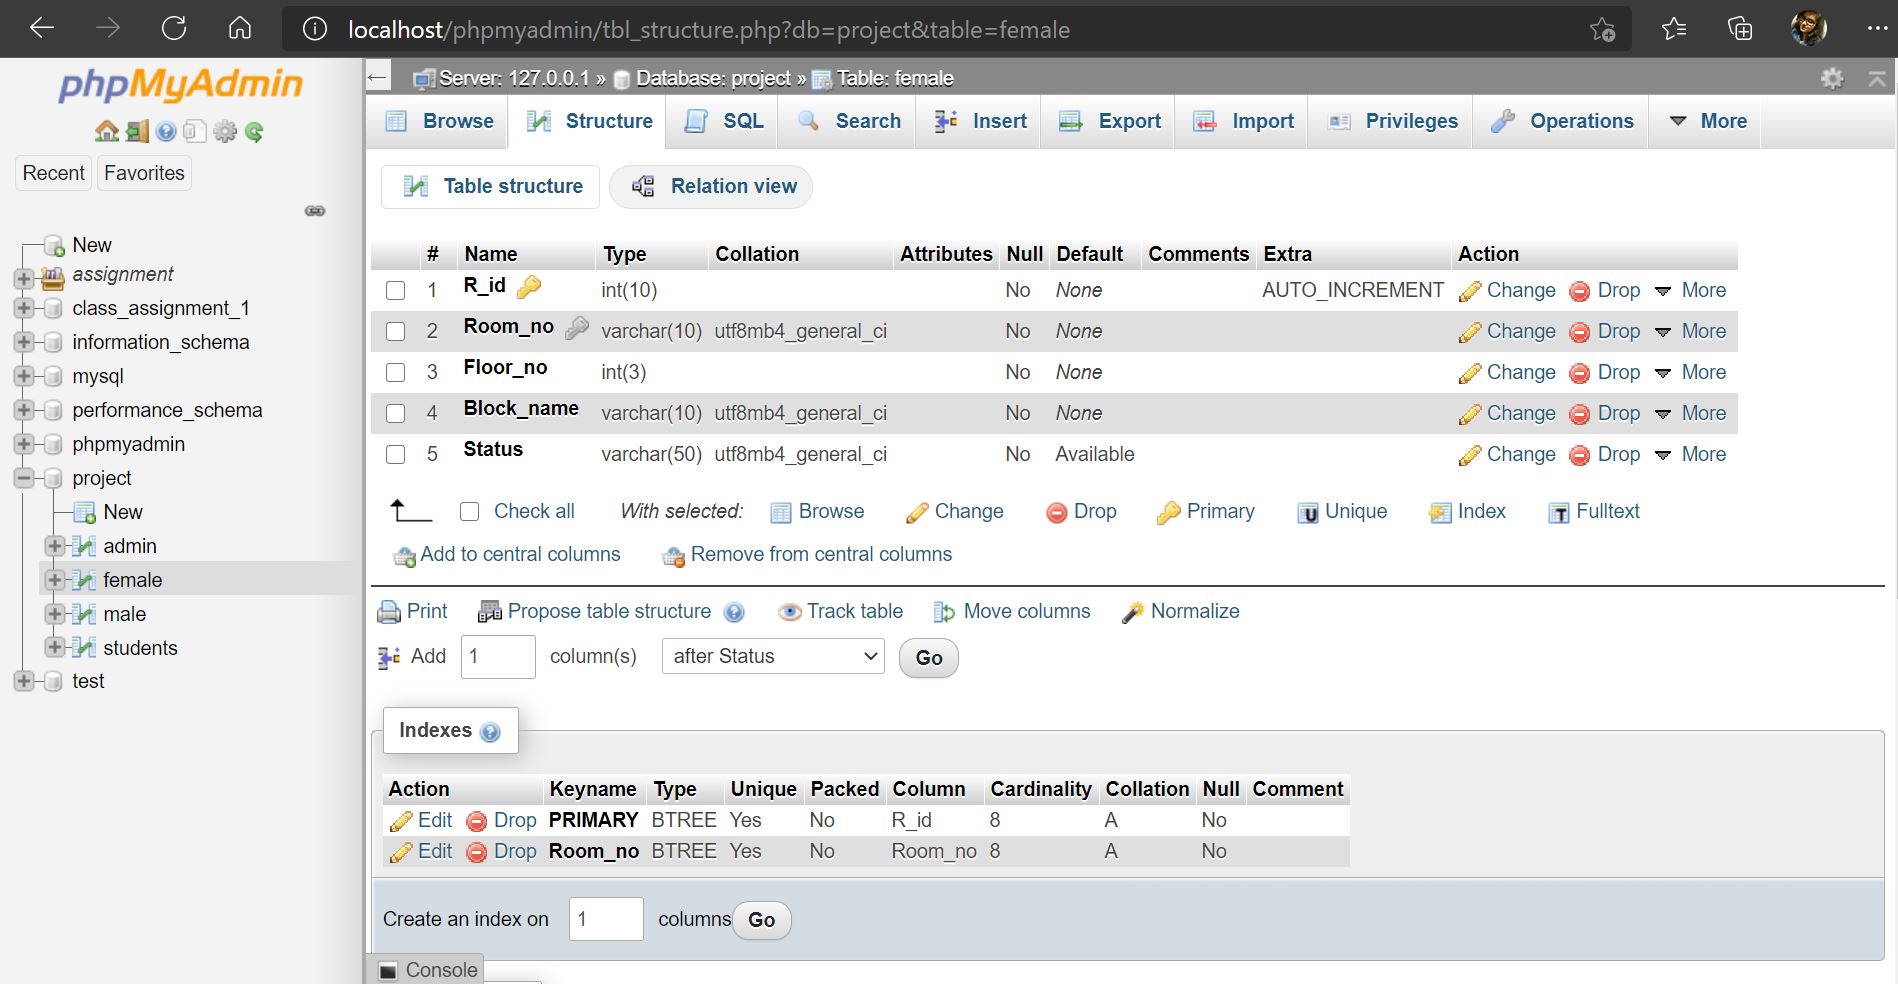 localhost/phpmyadmin/tbl_structure.php?db=project&table=female
phpMyAdmin
Recent Favorites
New
assignment
class_assignment_1
information_schema
mysql
performance_schema
phpmyadmin
project
New
admin
female
male
students
test
Server: 127.0.0.1 » Database: project » Table: female
Browse Structure SQL Search Insert Export Import Privileges Operations More
Table structure Relation view
# Name Type Collation Attributes Null Default Comments Extra Action
1 R_id int(10) No None AUTO_INCREMENT Change Drop More
2 Room_no varchar(10) utf8mb4_general_ci No None Change Drop More
3 Floor_no int(3) No None Change Drop More
4 Block_name varchar(10) utf8mb4_general_ci No None Change Drop More
5 Status varchar(50) utf8mb4_general_ci No Available Change Drop More
Check all With selected: Browse Change Drop Primary Unique Index Fulltext
Add to central columns Remove from central columns
Print Propose table structure Track table Move columns Normalize
Add 1 column(s) after Status Go
Indexes
Action Keyname Type Unique Packed Column Cardinality Collation Null Comment
Edit Drop PRIMARY BTREE Yes No R_id 8 A No
Edit Drop Room_no BTREE Yes No Room_no 8 A No
Create an index on 1 columns Go
Console